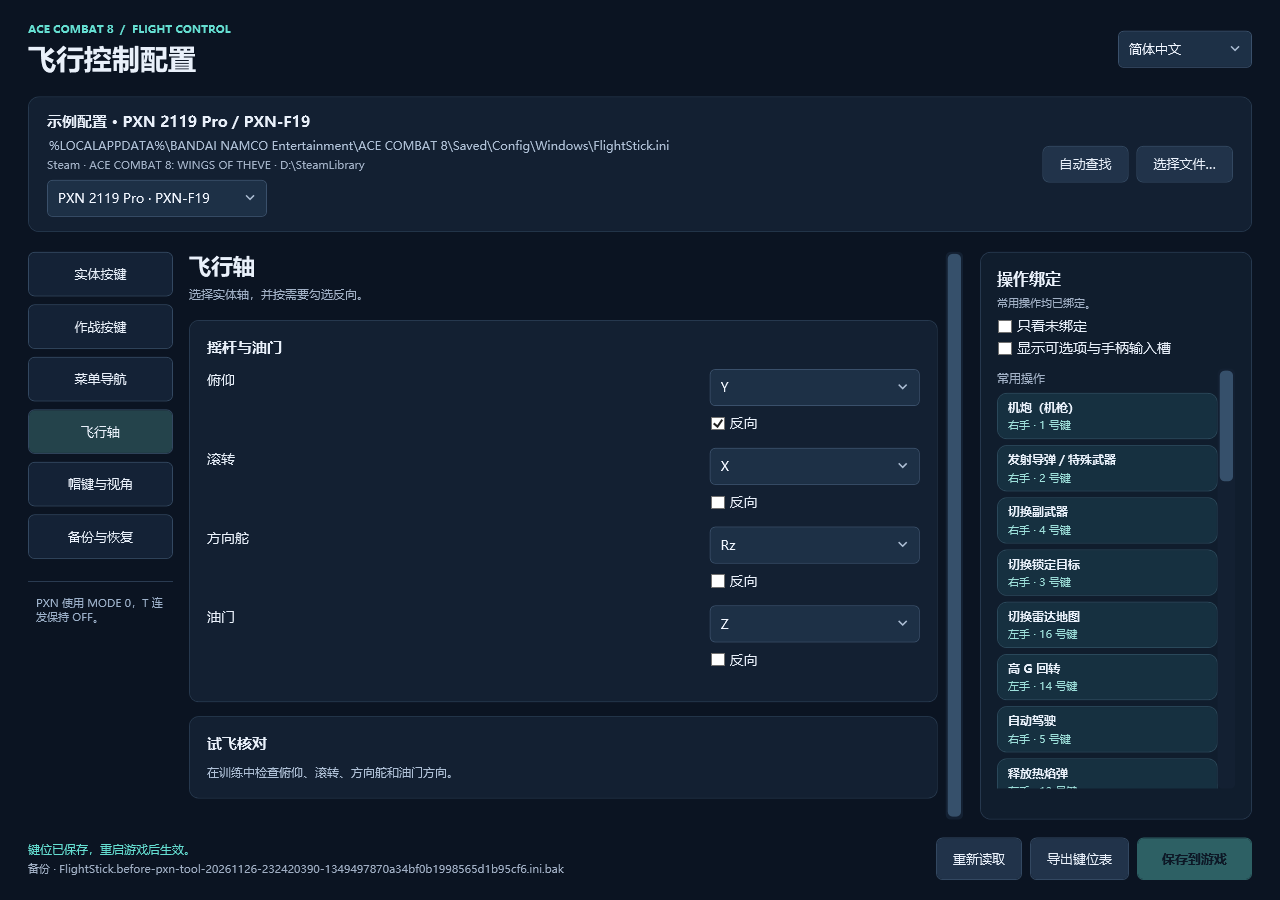 ACE COMBAT 8 / FLIGHT CONTROL
飞行控制配置
简体中文
示例配置 • PXN 2119 Pro / PXN-F19
%LOCALAPPDATA%\BANDAI NAMCO Entertainment\ACE COMBAT 8\Saved\Config\Windows\FlightStick.ini
Steam · ACE COMBAT 8: WINGS OF THEVE · D:\SteamLibrary
PXN 2119 Pro · PXN-F19
自动查找
选择文件...
实体按键
作战按键
菜单导航
飞行轴
帽键与视角
备份与恢复
PXN 使用 MODE 0，T 连
发保持 OFF。
飞行轴
选择实体轴，并按需要勾选反向。
摇杆与油门
俯仰
Y
反向
滚转
X
反向
方向舵
Rz
反向
油门
Z
反向
试飞核对
在训练中检查俯仰、滚转、方向舵和油门方向。
操作绑定
常用操作均已绑定。
只看未绑定
显示可选项与手柄输入槽
常用操作
机炮（机枪）
右手 · 1 号键
发射导弹 / 特殊武器
右手 · 2 号键
切换副武器
右手 · 4 号键
切换锁定目标
右手 · 3 号键
切换雷达地图
左手 · 16 号键
高 G 回转
左手 · 14 号键
自动驾驶
右手 · 5 号键
释放热焰弹
键位已保存，重启游戏后生效。
备份 · FlightStick.before-pxn-tool-20261126-232420390-1349497870a34bf0b1998565d1b95cf6.ini.bak
重新读取
导出键位表
保存到游戏